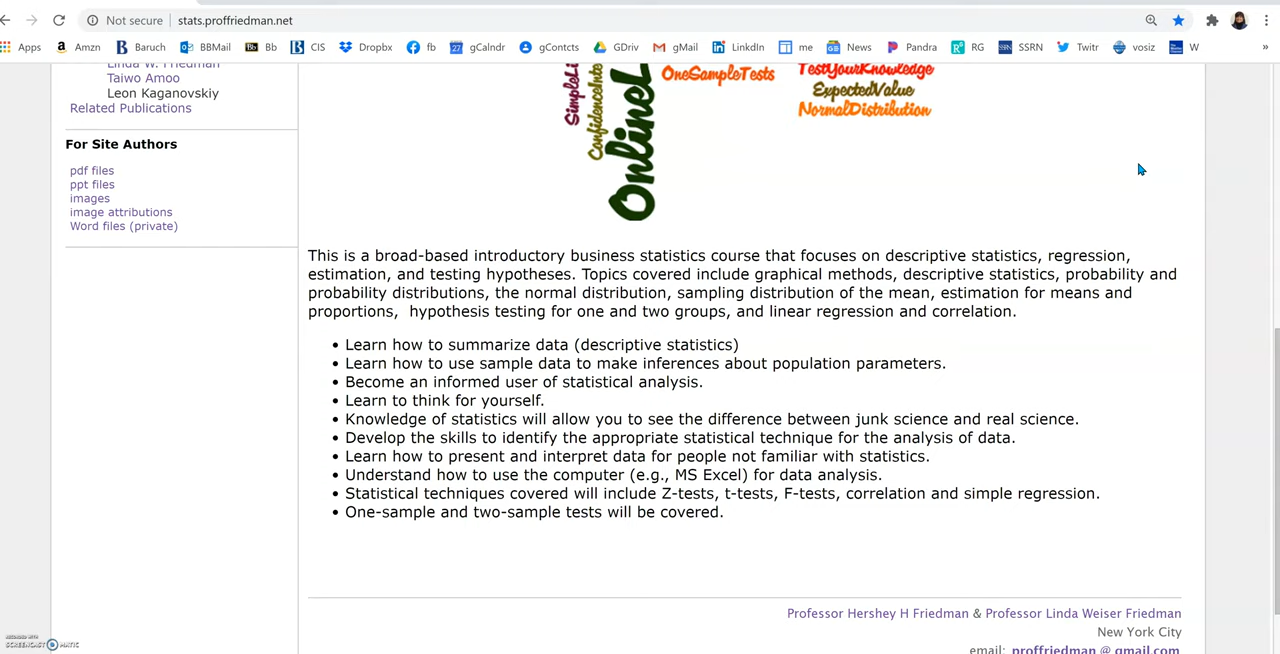 Not secure stats.proffriedman.net
Apps Amzn Baruch BBMail Bb CIS Dropbx fb gCalndr gContcts GDriv gMail LinkdIn me News Pandra RG SSRN Twitr vosiz W »
Linda W. Friedman
Taiwo Amoo
Leon Kaganovskiy
Related Publications
For Site Authors
pdf files
ppt files
images
image attributions
Word files (private)
OneSampleTests
TestYourKnowledge
ExpectedValue
NormalDistribution
This is a broad-based introductory business statistics course that focuses on descriptive statistics, regression,
estimation, and testing hypotheses. Topics covered include graphical methods, descriptive statistics, probability and
probability distributions, the normal distribution, sampling distribution of the mean, estimation for means and
proportions, hypothesis testing for one and two groups, and linear regression and correlation.
• Learn how to summarize data (descriptive statistics)
• Learn how to use sample data to make inferences about population parameters.
• Become an informed user of statistical analysis.
• Learn to think for yourself.
• Knowledge of statistics will allow you to see the difference between junk science and real science.
• Develop the skills to identify the appropriate statistical technique for the analysis of data.
• Learn how to present and interpret data for people not familiar with statistics.
• Understand how to use the computer (e.g., MS Excel) for data analysis.
• Statistical techniques covered will include Z-tests, t-tests, F-tests, correlation and simple regression.
• One-sample and two-sample tests will be covered.
Professor Hershey H Friedman & Professor Linda Weiser Friedman
New York City
email: proffriedman @ gmail.com
RECORDED WITH
SCREENCAST MATIC